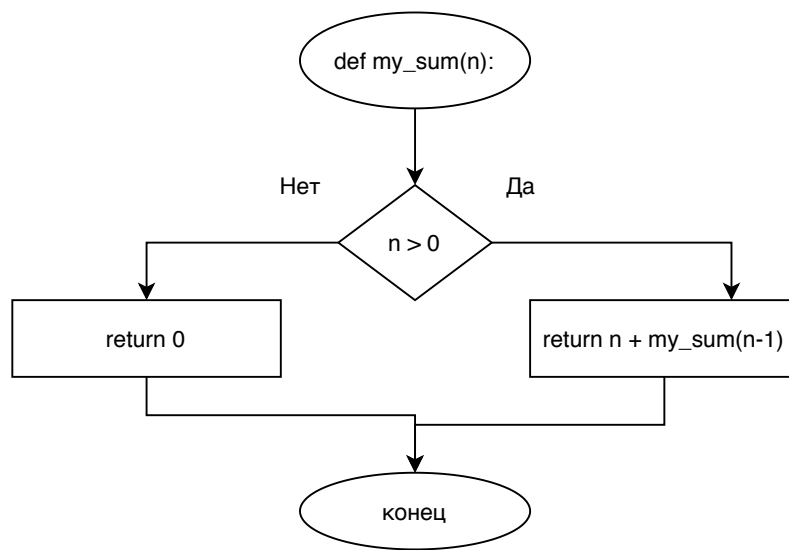 def my_sum(n):
Нет
Да
n > 0
return 0
return n + my_sum(n-1)
конец